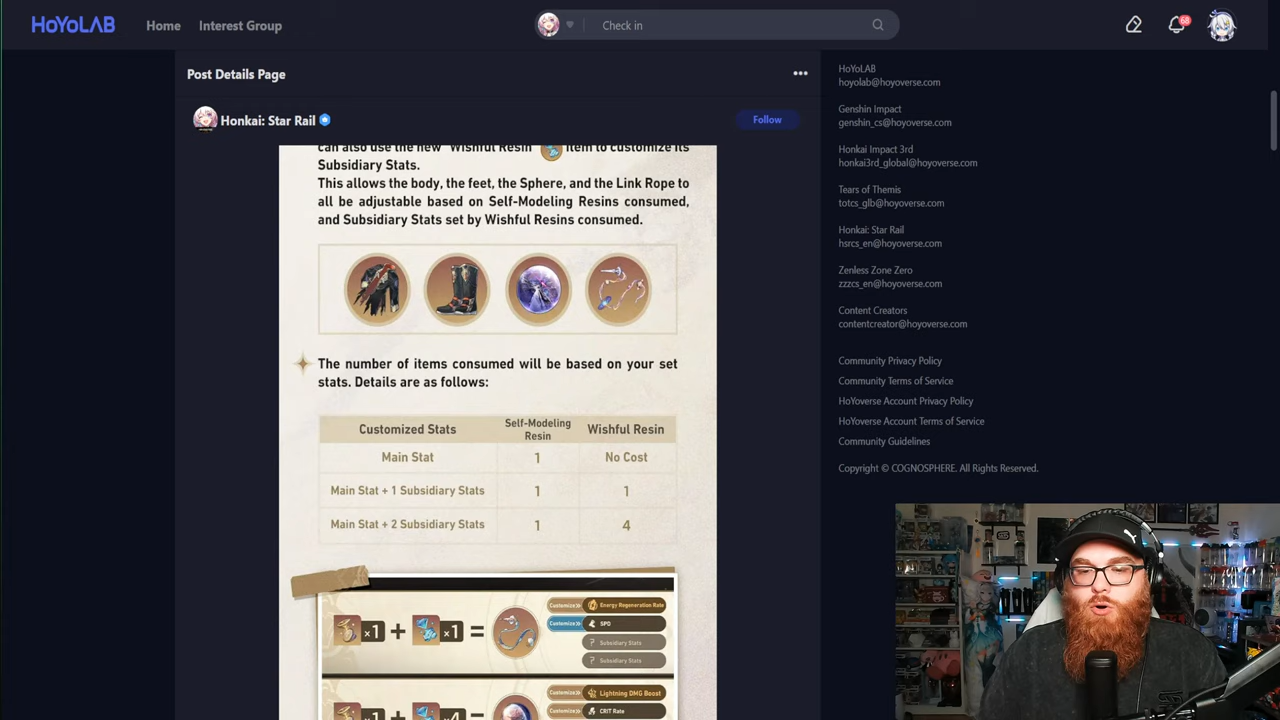 HoYoLAB
Home
Interest Group
Check in
68
Post Details Page
Honkai: Star Rail
Follow
can also use the new "Wishful Resin" item to customize its
Subsidiary Stats.
This allows the body, the feet, the Sphere, and the Link Rope to
all be adjustable based on Self-Modeling Resins consumed,
and Subsidiary Stats set by Wishful Resins consumed.
The number of items consumed will be based on your set
stats. Details are as follows:
Customized Stats
Self-Modeling
Resin
Wishful Resin
Main Stat
1
No Cost
Main Stat + 1 Subsidiary Stats
1
1
Main Stat + 2 Subsidiary Stats
1
4
x1
+
x1
=
Customize>>
Energy Regeneration Rate
Customize>>
SPD
? Subsidiary Stats
? Subsidiary Stats
x1
+
x4
=
Customize>>
Lightning DMG Boost
Customize>>
CRIT Rate
HoYoLAB
hoyolab@hoyoverse.com
Genshin Impact
genshin_cs@hoyoverse.com
Honkai Impact 3rd
honkai3rd_global@hoyoverse.com
Tears of Themis
totcs_glb@hoyoverse.com
Honkai: Star Rail
hsrcs_en@hoyoverse.com
Zenless Zone Zero
zzzcs_en@hoyoverse.com
Content Creators
contentcreator@hoyoverse.com
Community Privacy Policy
Community Terms of Service
HoYoverse Account Privacy Policy
HoYoverse Account Terms of Service
Community Guidelines
Copyright © COGNOSPHERE. All Rights Reserved.